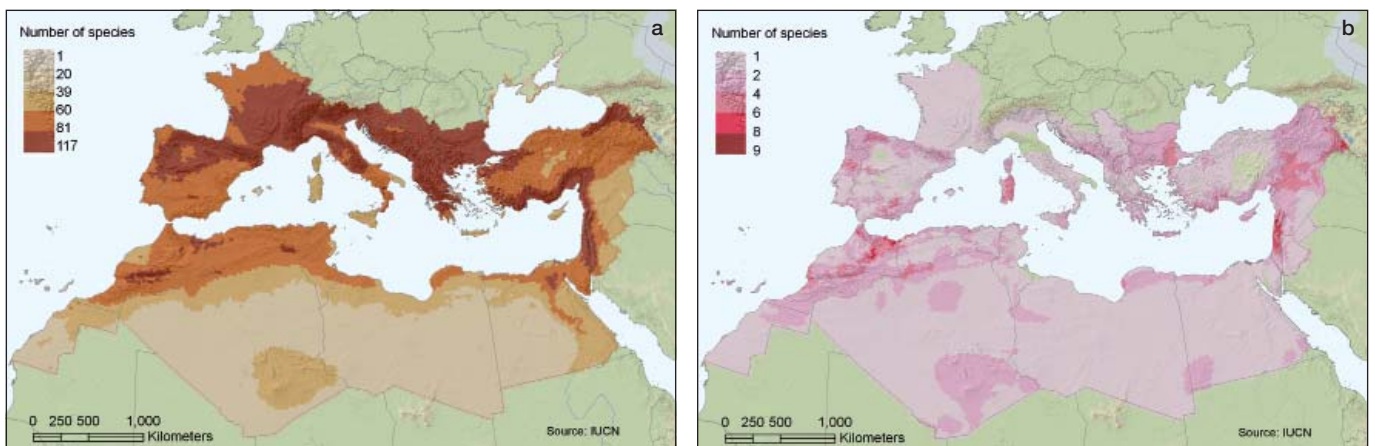 a
Number of species
1
20
39
60
81
117
0 250 500 1,000
Kilometers
Source: IUCN
b
Number of species
1
2
4
6
8
9
0 250 500 1,000
Kilometers
Source: IUCN